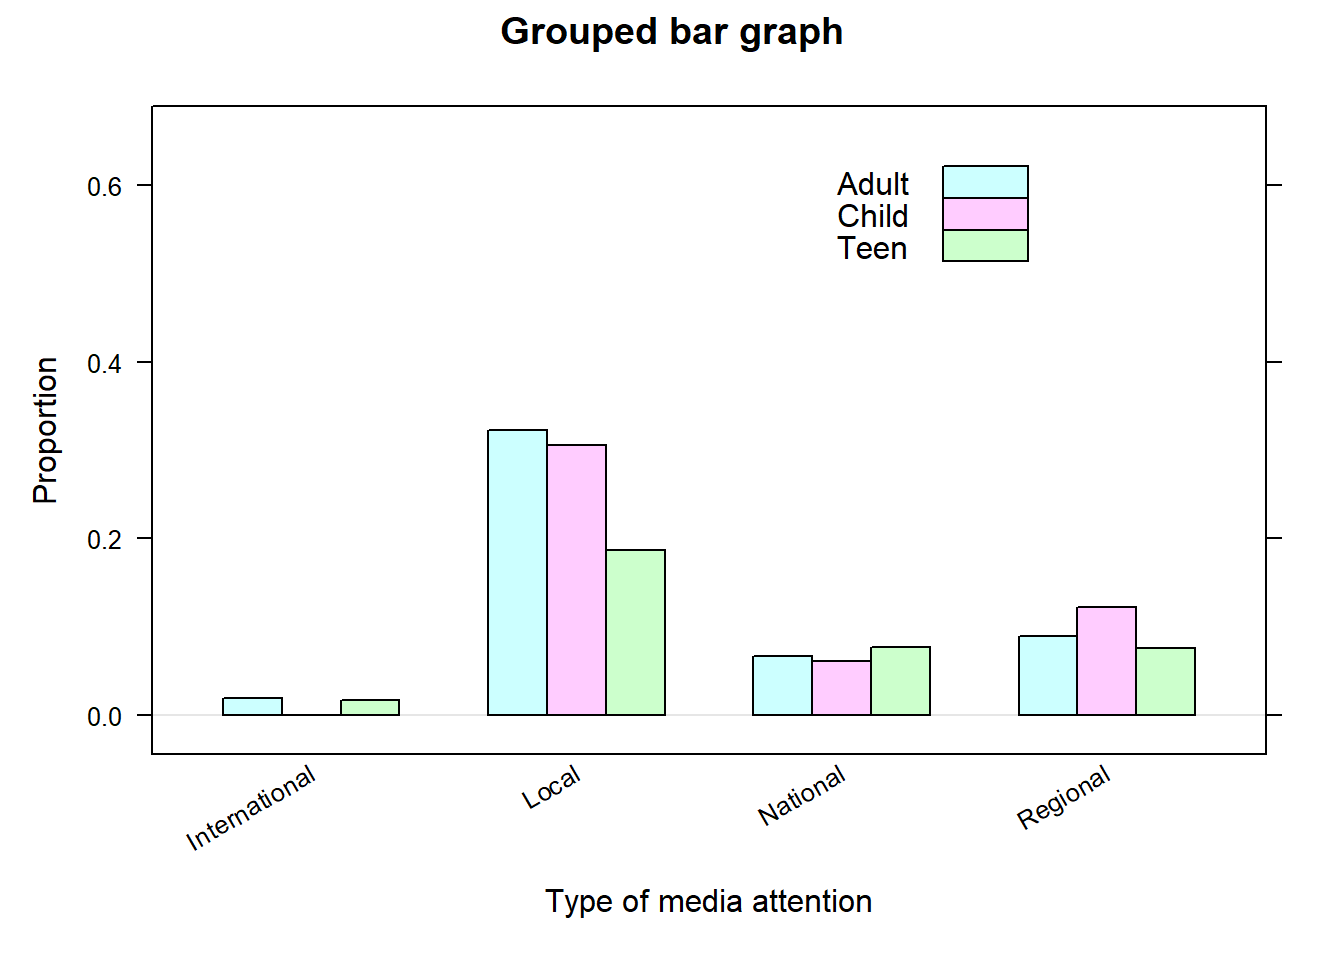 Grouped bar graph
Adult
Child
Teen
0.6
0.4
0.2
0.0
Proportion
International
Local
National
Regional
Type of media attention